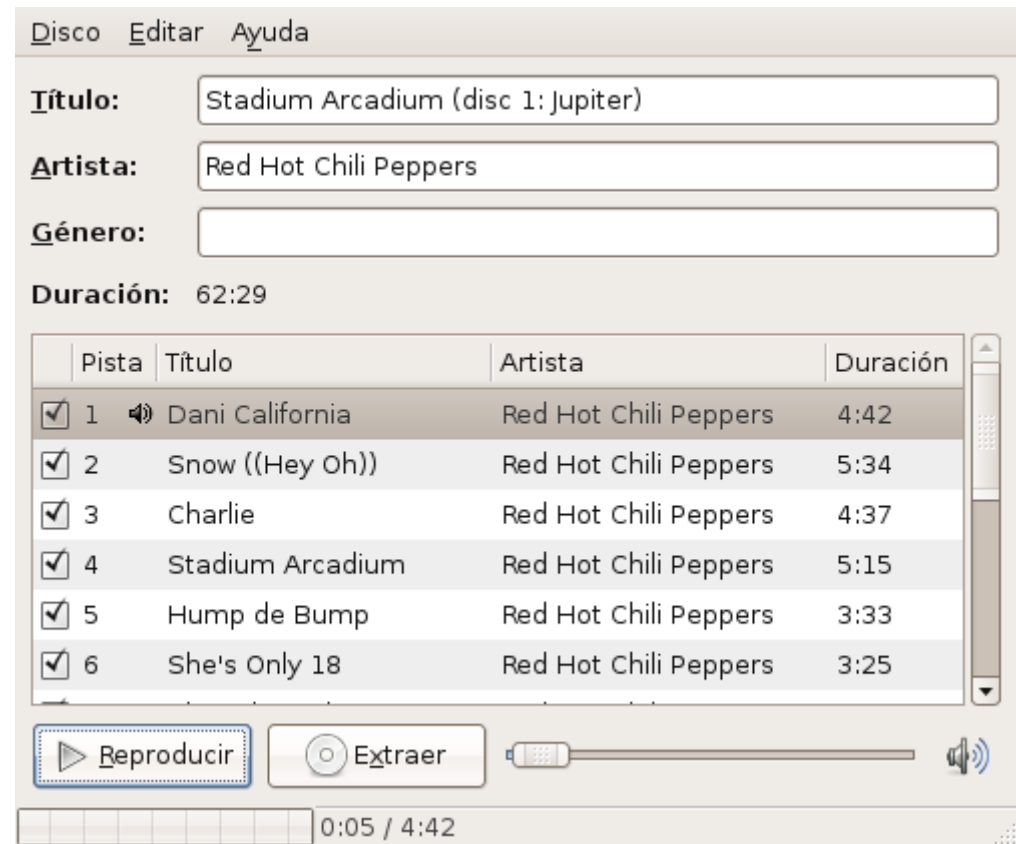 Disco Editar Ayuda
Título: Stadium Arcadium (disc 1: Jupiter)
Artista: Red Hot Chili Peppers
Género:
Duración: 62:29
Pista Título Artista Duración
1 Dani California Red Hot Chili Peppers 4:42
2 Snow ((Hey Oh)) Red Hot Chili Peppers 5:34
3 Charlie Red Hot Chili Peppers 4:37
4 Stadium Arcadium Red Hot Chili Peppers 5:15
5 Hump de Bump Red Hot Chili Peppers 3:33
6 She's Only 18 Red Hot Chili Peppers 3:25
Reproducir Extraer
0:05 / 4:42